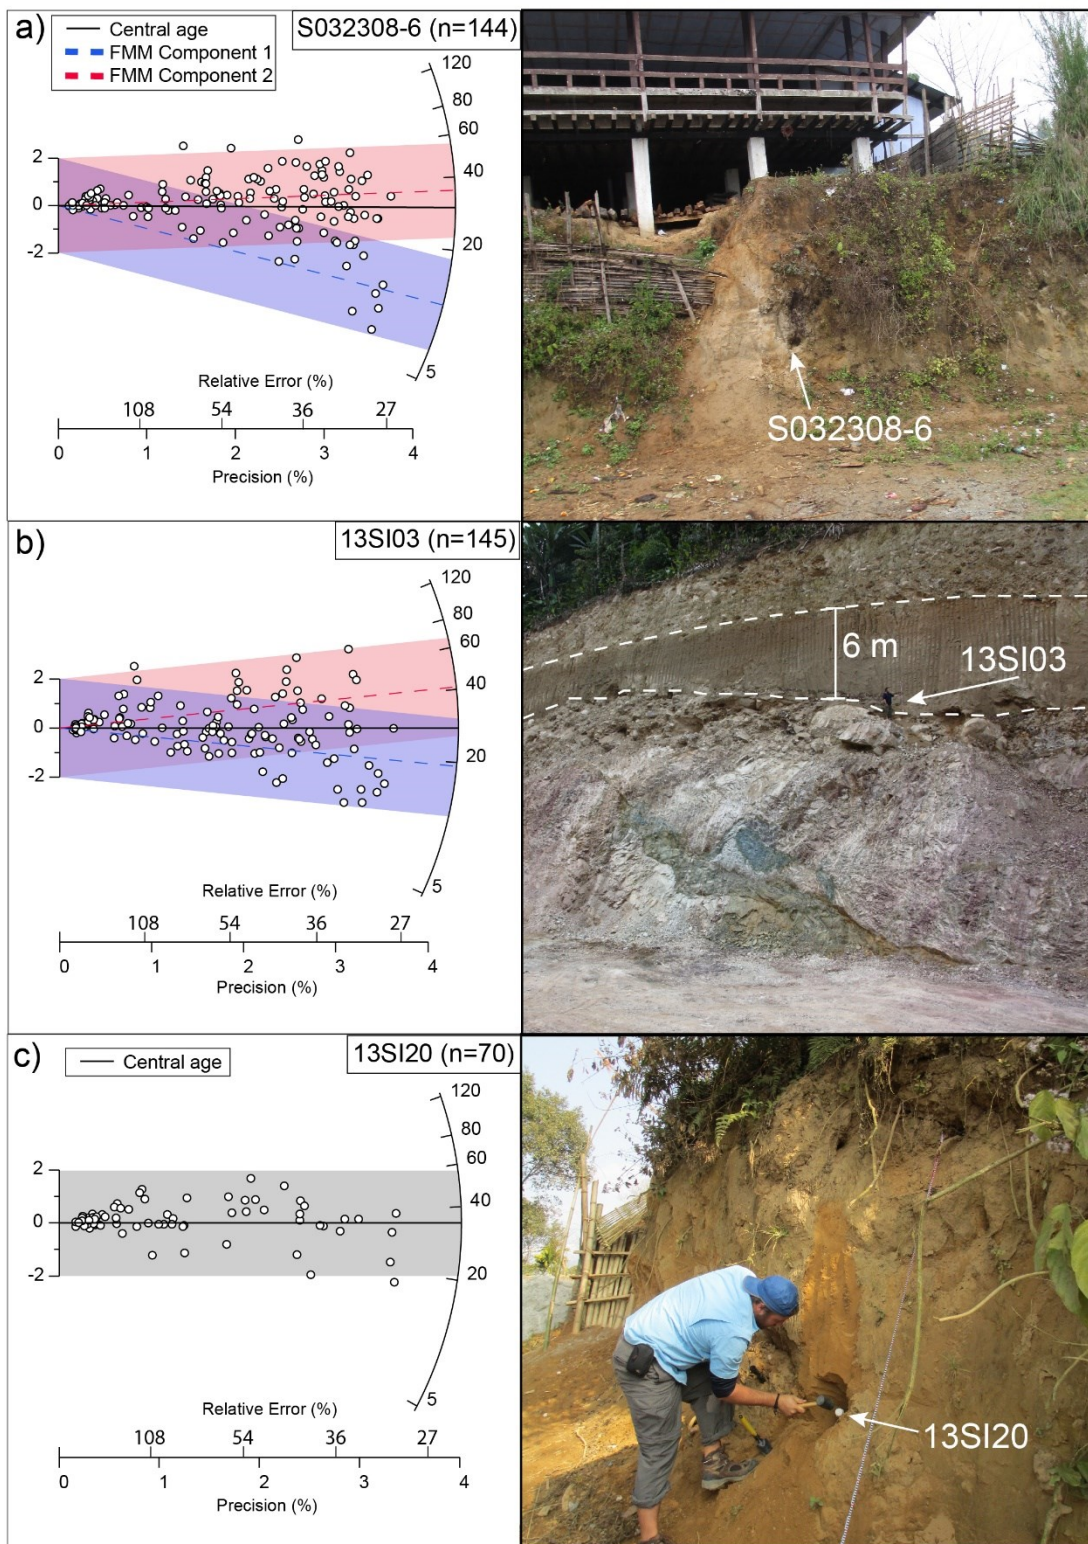 a)
S032308-6 (n=144)
Central age
FMM Component 1
FMM Component 2
120
80
60
40
20
5
2
0
-2
Relative Error (%)
108 54 36 27
0 1 2 3 4
Precision (%)
S032308-6
b)
13SI03 (n=145)
120
80
60
40
20
5
2
0
-2
Relative Error (%)
108 54 36 27
0 1 2 3 4
Precision (%)
6 m
13SI03
c)
Central age
13SI20 (n=70)
120
80
60
40
20
5
2
0
-2
Relative Error (%)
108 54 36 27
0 1 2 3 4
Precision (%)
13SI20